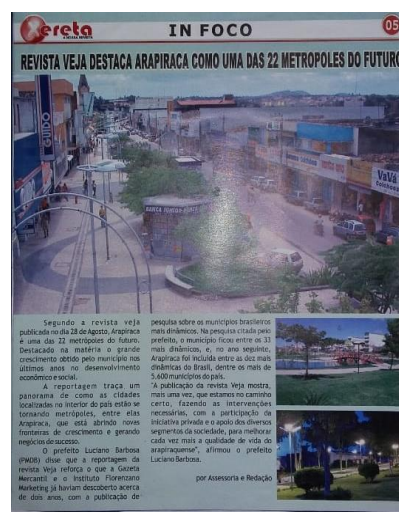 Xereta
A NOSSA REVISTA
IN FOCO
05
REVISTA VEJA DESTACA ARAPIRACA COMO UMA DAS 22 METROPOLES DO FUTURO
GUIDO
BANCA
VaVá
Colchões
Segundo a revista veja
publicada no dia 28 de Agosto, Arapiraca
é uma das 22 metrópoles do futuro.
Destacado na matéria o grande
crescimento obtido pelo município nos
últimos anos no desenvolvimento
econômico e social.
A reportagem traça um
panorama de como as cidades
localizadas no interior do país estão se
tornando metrópoles, entre elas
Arapiraca, que está abrindo novas
fronteiras de crescimento e gerando
negócios de sucesso.
O prefeito Luciano Barbosa
(PMDB) disse que a reportagem da
revista Veja reforça o que a Gazeta
Mercantil e o Instituto Florenzano
Marketing já haviam descoberto acerca
de dois anos, com a publicação de
pesquisa sobre os municípios brasileiros
mais dinâmicos. Na pesquisa citada pelo
prefeito, o município ficou entre os 33
mais dinâmicos, e, no ano seguinte,
Arapiraca foi incluída entre as dez mais
dinâmicas do Brasil, dentre os mais de
5.600 municípios do país.
"A publicação da revista Veja mostra,
mais uma vez, que estamos no caminho
certo, fazendo as intervenções
necessárias, com a participação da
iniciativa privada e o apoio dos diversos
segmentos da sociedade, para melhorar
cada vez mais a qualidade de vida do
arapiraquense", afirmou o prefeito
Luciano Barbosa.
por Assessoria e Redação